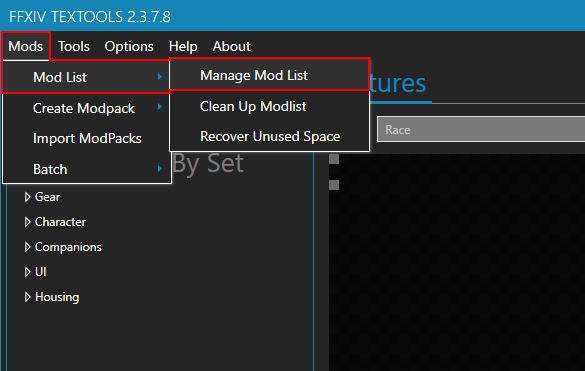 FFXIV TEXTOOLS 2.3.7.8
Mods Tools Options Help About
Mod List
Create Modpack
Import ModPacks
Batch
Manage Mod List
Clean Up Modlist
Recover Unused Space
tures
Race
By Set
Gear
Character
Companions
UI
Housing